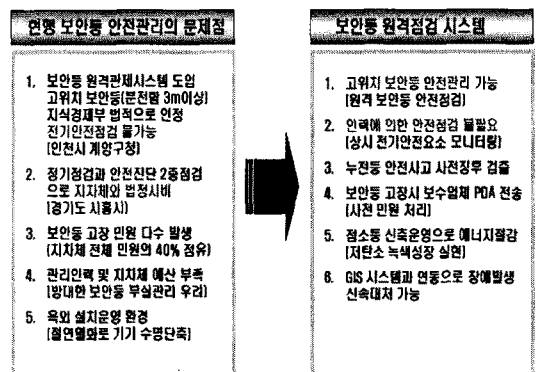 현행 보안등 안전관리의 문제점
1. 보안등 원격관제시스템 도입
고위치 보안등(분전함 3m이상)
지식경제부 법적으로 인정
전기안전점검 불가능
(인천시 계양구청)
2. 정기점검과 안전진단 2중점검
으로 지자체와 법정시비
(경기도 시흥시)
3. 보안등 고장 민원 다수 발생
(지차체 전체 민원의 40% 점유)
4. 관리인력 및 지차체 예산 부족
(방대한 보안등 부실관리 우려)
5. 옥외 설치운영 환경
(절연열화로 기기 수명단축)
보안등 원격점검 시스템
1. 고위치 보안등 안전관리 가능
(원격 보안등 안전점검)
2. 인력에 의한 안전점검 불필요
(상시 전기안전요소 모니터링)
3. 누전등 안전사고 사전징후 검출
4. 보안등 고장시 보수업체 PDA 전송
(사전 민원 처리)
5. 점소등 신축운영으로 에너지절감
(저탄소 녹색성장 실현)
6. GIS 시스템과 연동으로 장애발생
신속대처 가능